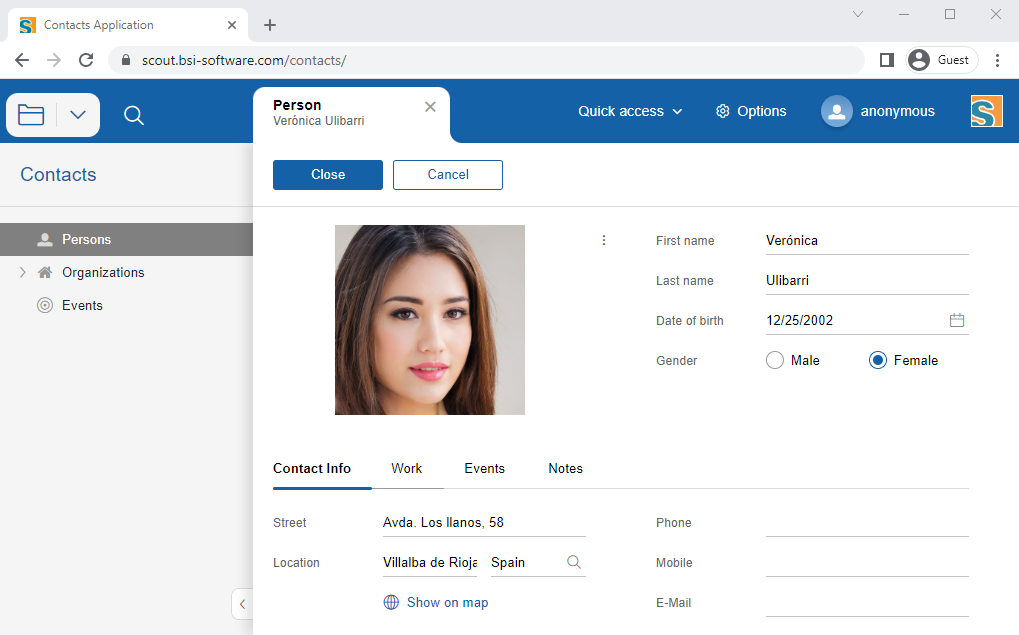 Contacts Application
scout.bsi-software.com/contacts/
Guest
Person
Verónica Ulibarri
Quick access
Options
anonymous
S
Contacts
Close
Cancel
Persons
Organizations
Events
First name Verónica
Last name Ulibarri
Date of birth 12/25/2002
Gender Male Female
Contact Info Work Events Notes
Street Avda. Los llanos, 58 Phone
Location Villalba de Rioja Spain Mobile
Show on map E-Mail